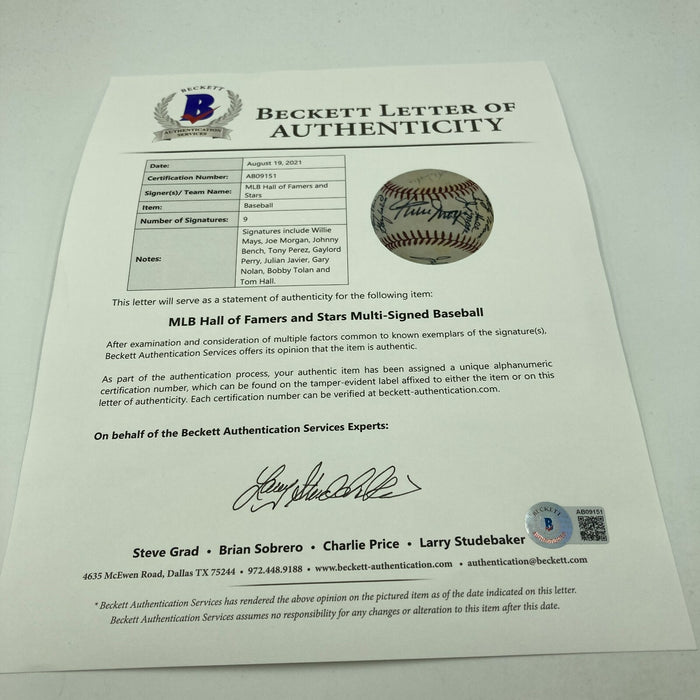 BECKETT
B
AUTHENTICATION
SERVICES
BECKETT LETTER OF
AUTHENTICITY
Date: August 19, 2021
Certification Number: AB09151
Signer(s)/ Team Name: MLB Hall of Famers and
Stars
Item: Baseball
Number of Signatures: 9
Notes: Signatures include Willie
Mays, Joe Morgan, Johnny
Bench, Tony Perez, Gaylord
Perry, Julian Javier, Gary
Nolan, Bobby Tolan and
Tom Hall.
Willie Mays
This letter will serve as a statement of authenticity for the following item:
MLB Hall of Famers and Stars Multi-Signed Baseball
After examination and consideration of multiple factors common to known exemplars of the signature(s),
Beckett Authentication Services offers its opinion that the item is authentic.
As part of the authentication process, your authentic item has been assigned a unique alphanumeric
certification number, which can be found on the tamper-evident label affixed to either the item or on this
letter of authenticity. Each certification number can be verified at beckett-authentication.com.
On behalf of the Beckett Authentication Services Experts:
Larry Studebaker
BECKETT
B
AB09151
Steve Grad • Brian Sobrero • Charlie Price • Larry Studebaker
4635 McEwen Road, Dallas TX 75244 • 972.448.9188 • www.beckett-authentication.com • authentication@beckett.com
* Beckett Authentication Services has rendered the above opinion on the pictured item as of the date indicated on this letter.
Beckett Authentication Services assumes no responsibility for any changes or alteration to this item after this date.